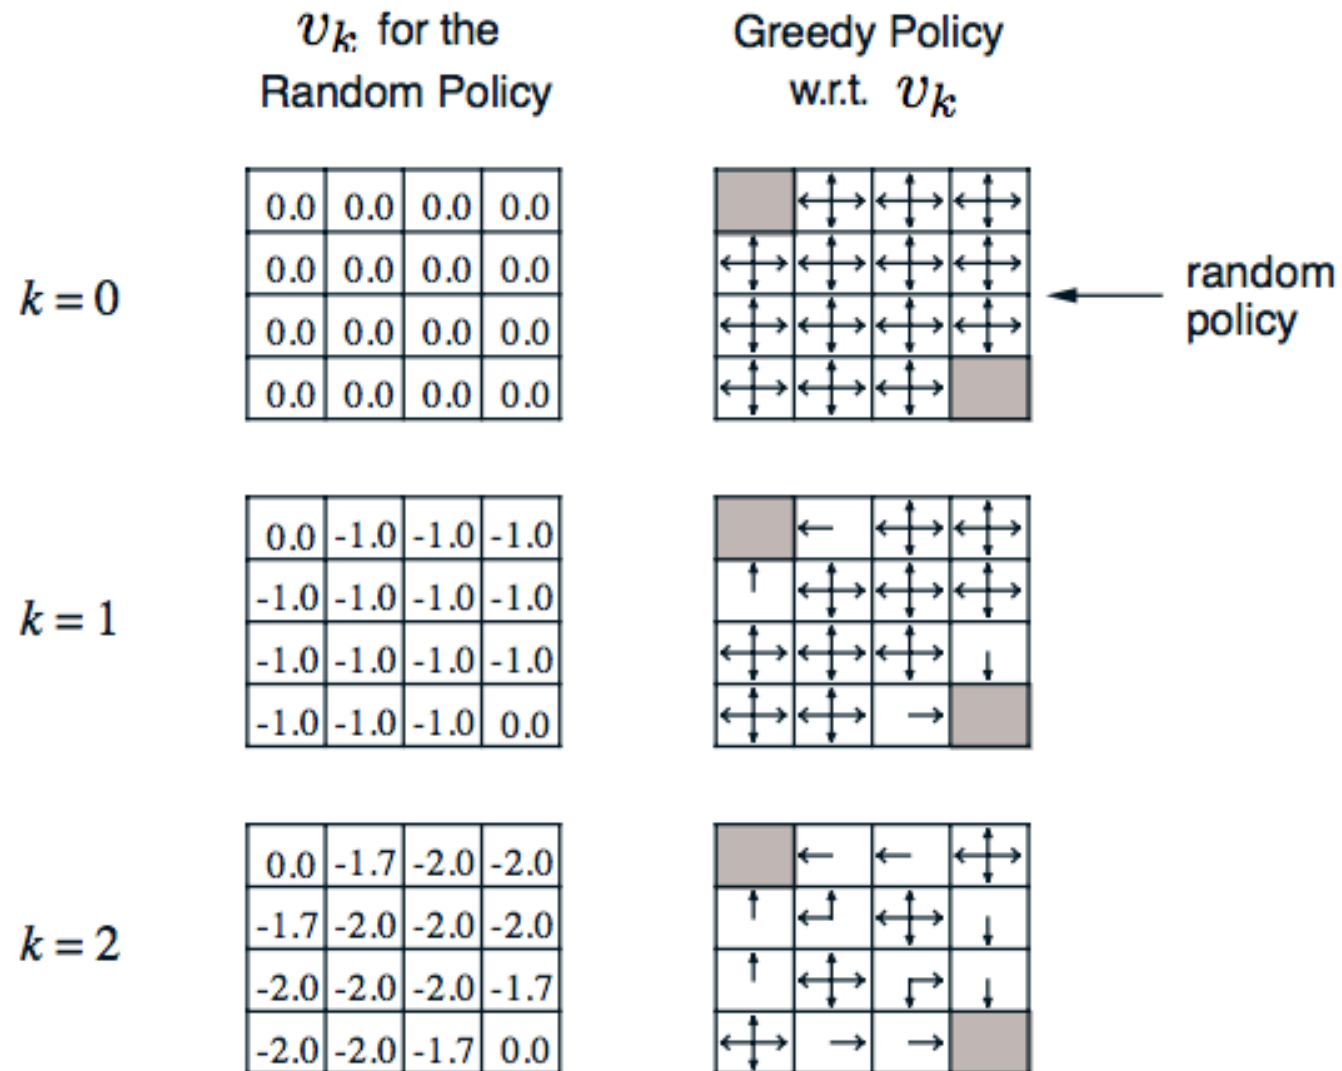 vₖ for the
Random Policy
Greedy Policy
w.r.t. vₖ
k = 0
0.0 0.0 0.0 0.0
0.0 0.0 0.0 0.0
0.0 0.0 0.0 0.0
0.0 0.0 0.0 0.0
random
policy
k = 1
0.0 -1.0 -1.0 -1.0
-1.0 -1.0 -1.0 -1.0
-1.0 -1.0 -1.0 -1.0
-1.0 -1.0 -1.0 0.0
k = 2
0.0 -1.7 -2.0 -2.0
-1.7 -2.0 -2.0 -2.0
-2.0 -2.0 -2.0 -1.7
-2.0 -2.0 -1.7 0.0